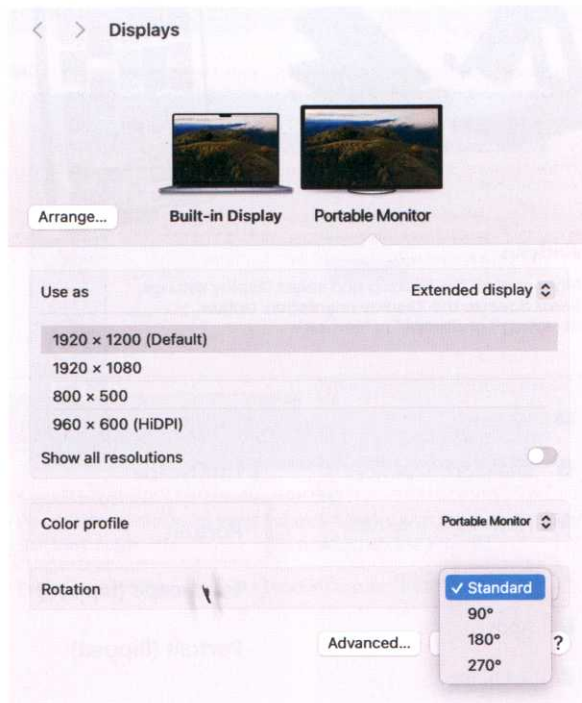 < > Displays
Arrange...
Built-in Display
Portable Monitor
Use as
Extended display
1920 × 1200 (Default)
1920 × 1080
800 × 500
960 × 600 (HiDPI)
Show all resolutions
Color profile
Portable Monitor
Rotation
✓ Standard
90°
180°
270°
Advanced...
?